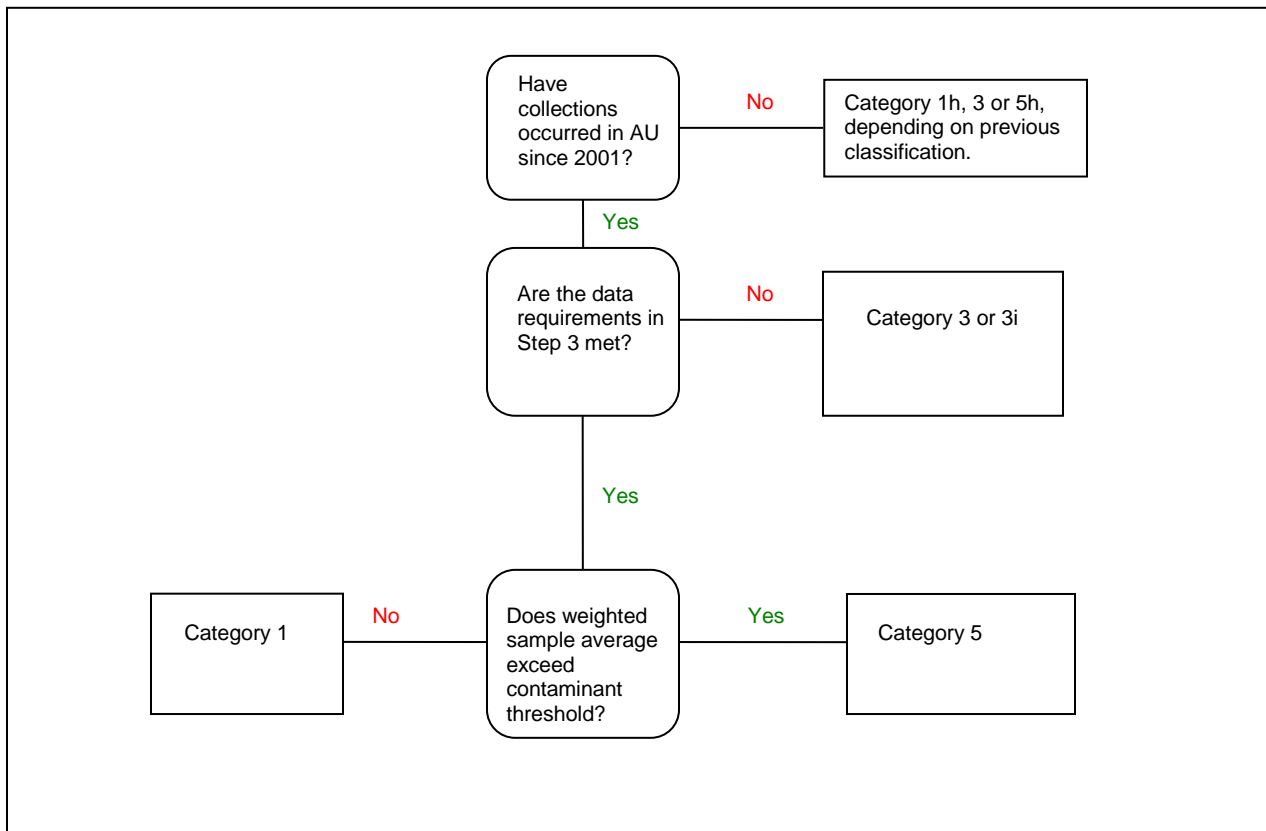 Have
collections
occurred in AU
since 2001?
No
Category 1h, 3 or 5h,
depending on previous
classification.
Yes
Are the data
requirements in
Step 3 met?
No
Category 3 or 3i
Yes
Category 1
No
Does weighted
sample average
exceed
contaminant
threshold?
Yes
Category 5